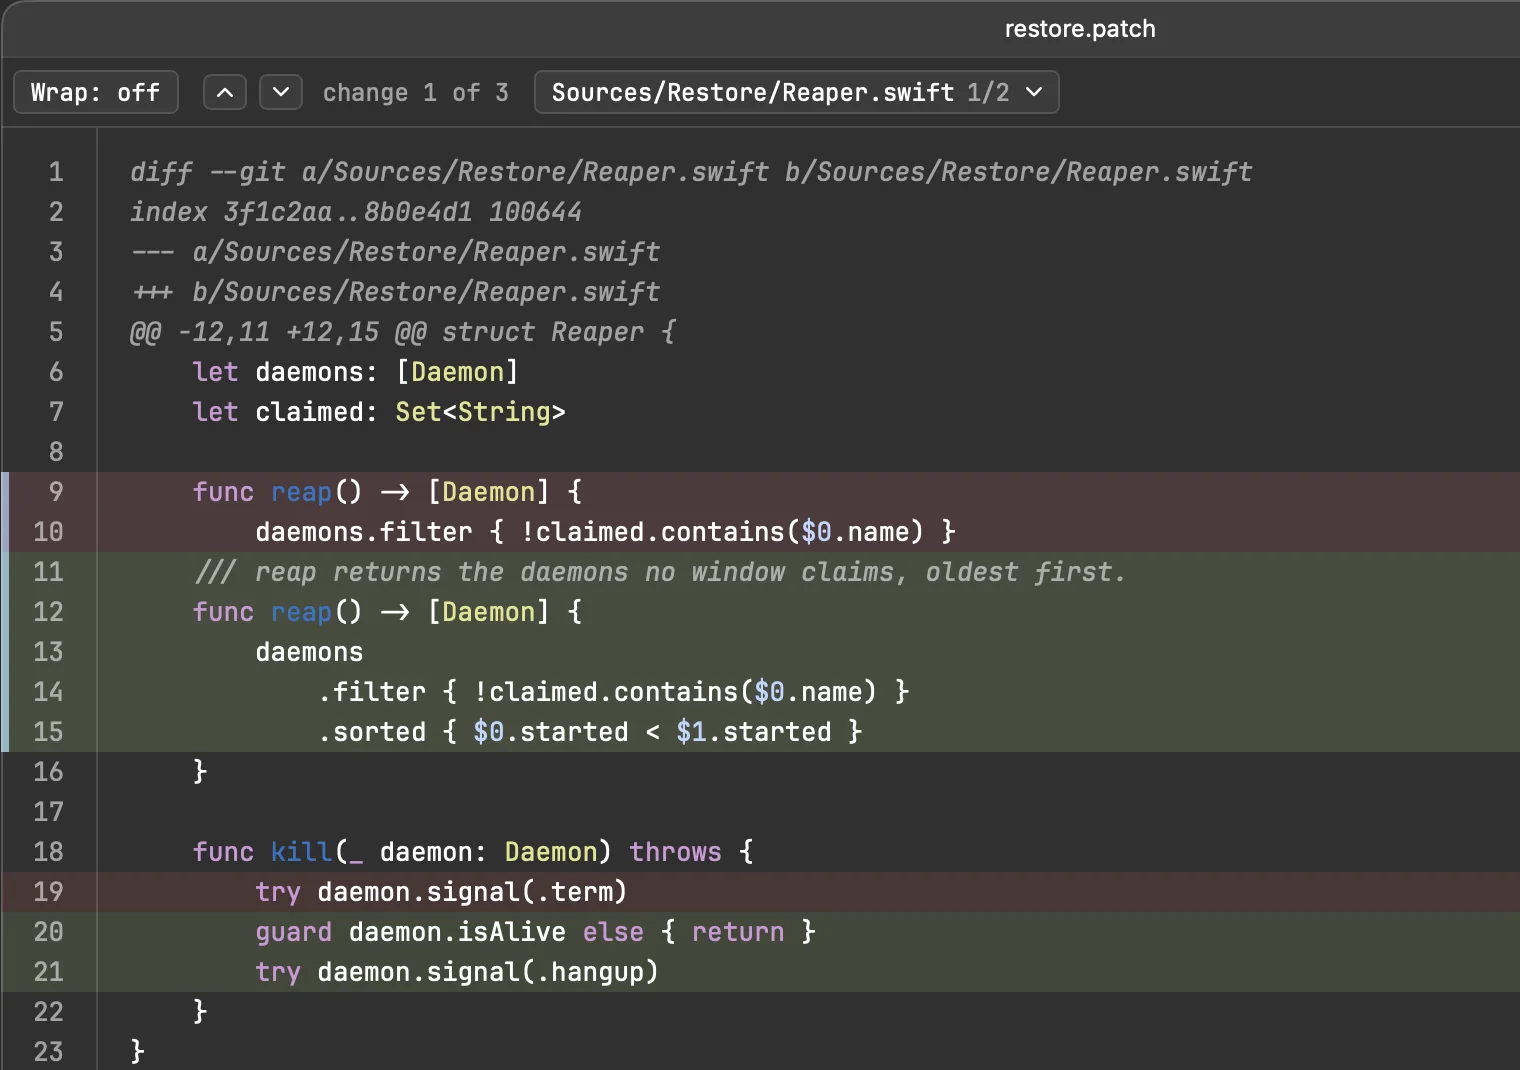 restore.patch
Wrap: off change 1 of 3 Sources/Restore/Reaper.swift 1/2
1 diff --git a/Sources/Restore/Reaper.swift b/Sources/Restore/Reaper.swift
2 index 3f1c2aa..8b0e4d1 100644
3 --- a/Sources/Restore/Reaper.swift
4 +++ b/Sources/Restore/Reaper.swift
5 @@ -12,11 +12,15 @@ struct Reaper {
6     let daemons: [Daemon]
7     let claimed: Set<String>
8
9     func reap() -> [Daemon] {
10         daemons.filter { !claimed.contains($0.name) }
11     /// reap returns the daemons no window claims, oldest first.
12     func reap() -> [Daemon] {
13         daemons
14             .filter { !claimed.contains($0.name) }
15             .sorted { $0.started < $1.started }
16     }
17
18     func kill(_ daemon: Daemon) throws {
19         try daemon.signal(.term)
20         guard daemon.isAlive else { return }
21         try daemon.signal(.hangup)
22     }
23 }